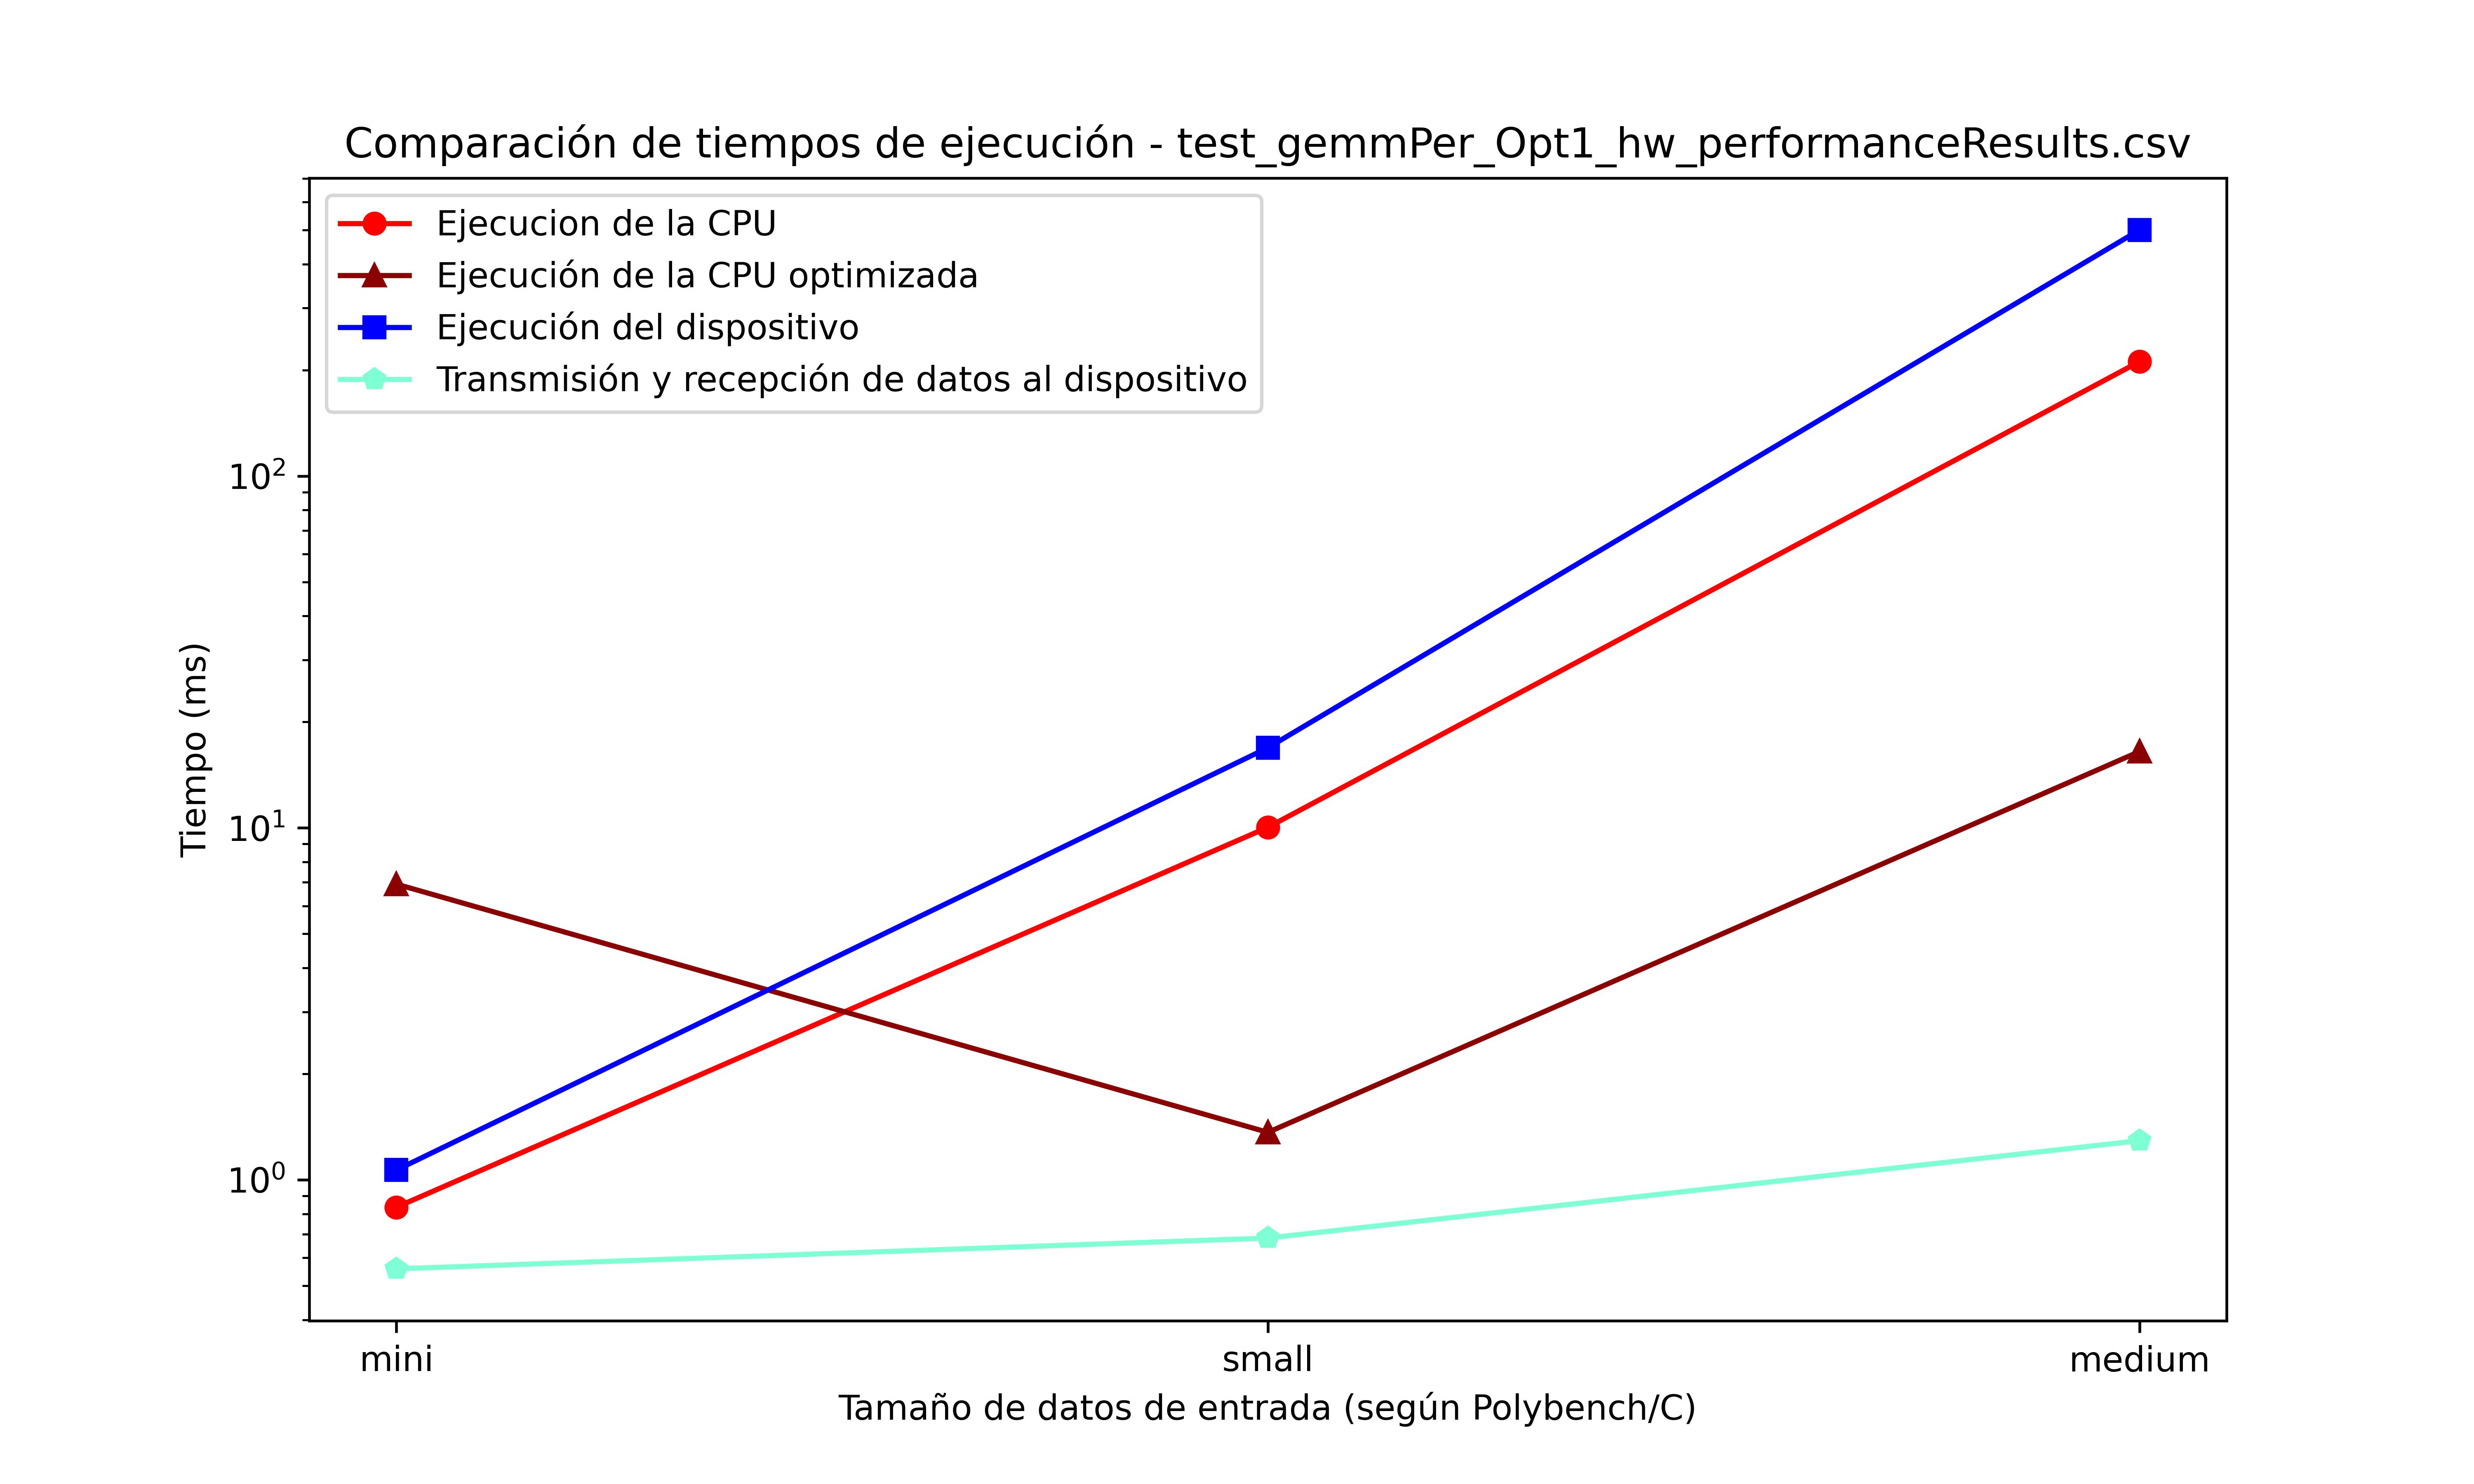 Comparación de tiempos de ejecución - test_gemmPer_Opt1_hw_performanceResults.csv
Ejecucion de la CPU
Ejecución de la CPU optimizada
Ejecución del dispositivo
Transmisión y recepción de datos al dispositivo
Tiempo (ms)
10²
10¹
10⁰
mini small medium
Tamaño de datos de entrada (según Polybench/C)